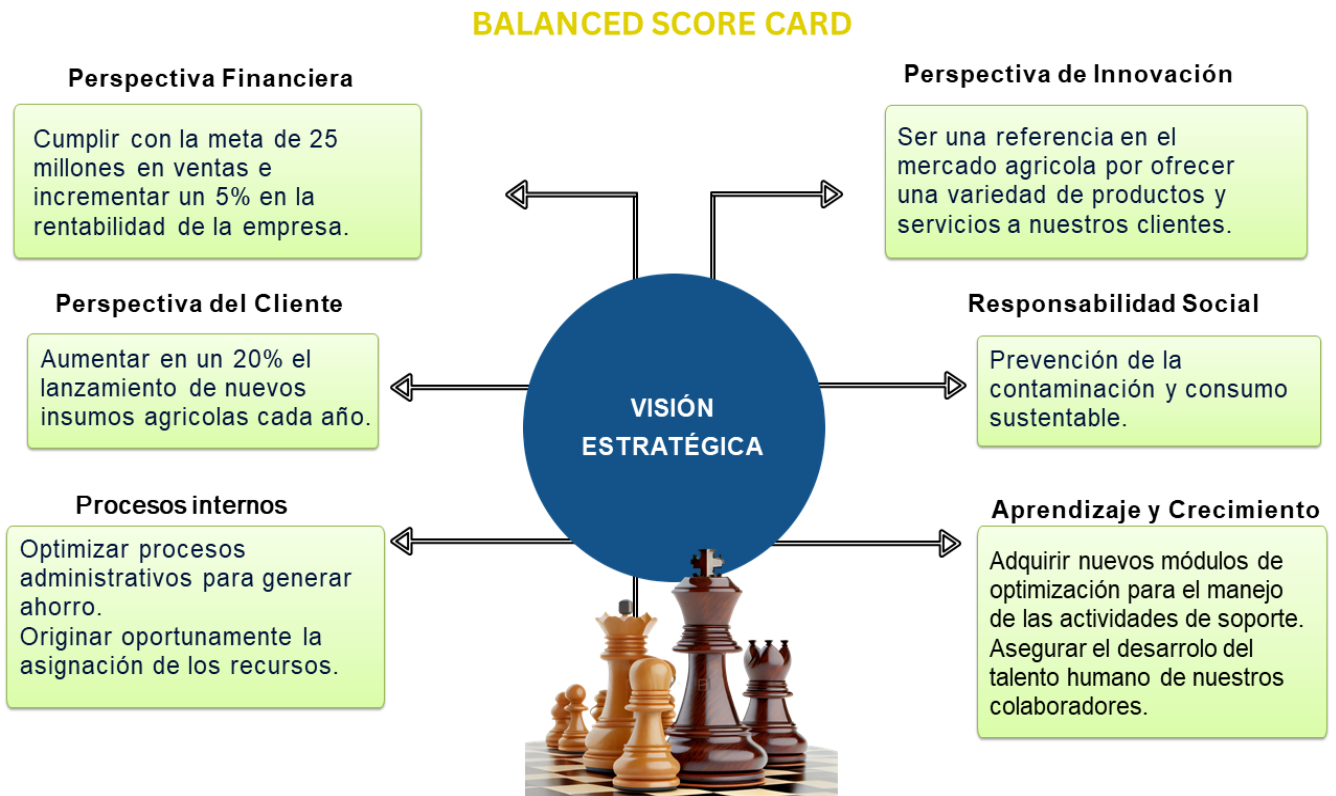 BALANCED SCORE CARD
Perspectiva Financiera
Cumplir con la meta de 25
millones en ventas e
incrementar un 5% en la
rentabilidad de la empresa.
Perspectiva del Cliente
Aumentar en un 20% el
lanzamiento de nuevos
insumos agricolas cada año.
Procesos internos
Optimizar procesos
administrativos para generar
ahorro.
Originar oportunamente la
asignación de los recursos.
VISIÓN
ESTRATÉGICA
Perspectiva de Innovación
Ser una referencia en el
mercado agricola por ofrecer
una variedad de productos y
servicios a nuestros clientes.
Responsabilidad Social
Prevención de la
contaminación y consumo
sustentable.
Aprendizaje y Crecimiento
Adquirir nuevos módulos de
optimización para el manejo
de las actividades de soporte.
Asegurar el desarrolo del
talento humano de nuestros
colaboradores.